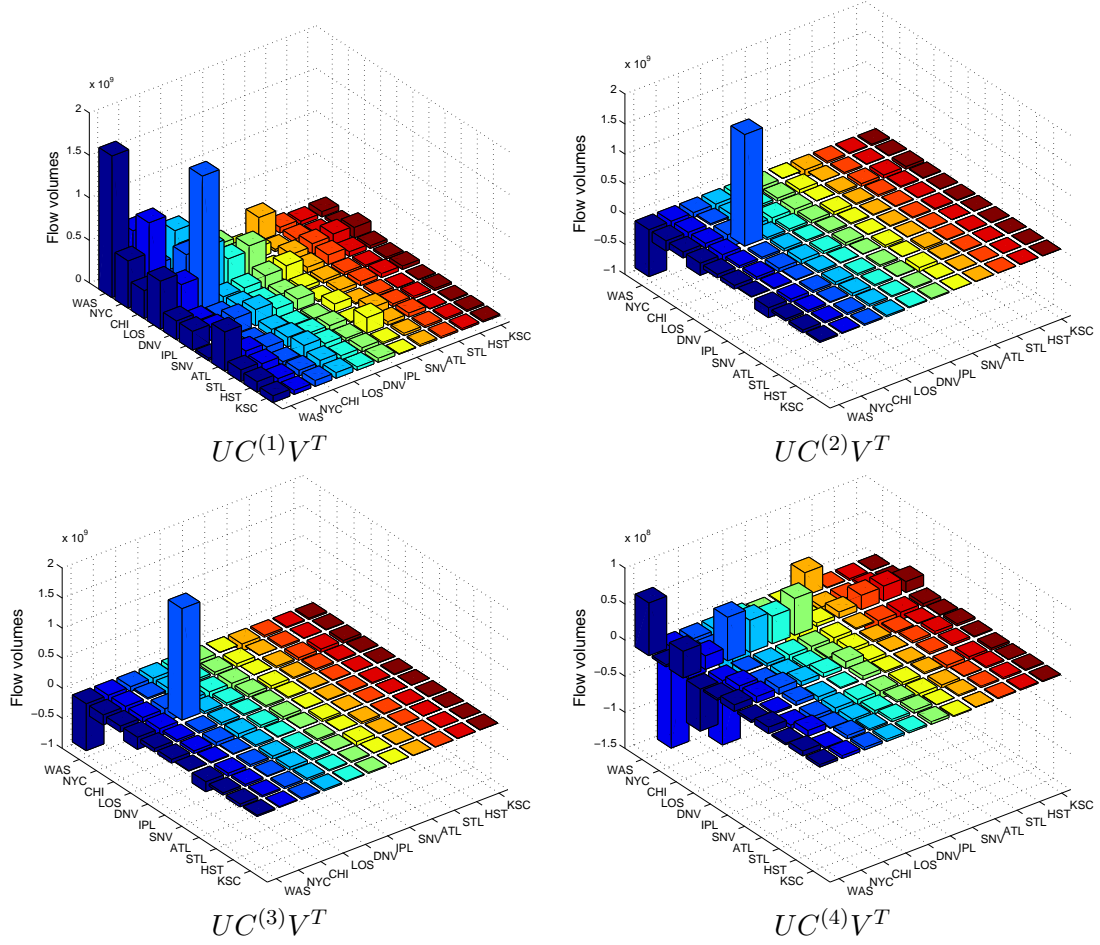 x 10^9
2
1.5
1
0.5
0
Flow volumes
WAS
NYC
CHI
LOS
DNV
IPL
SNV
ATL
STL
HST
KSC
WAS
NYC
CHI
LOS
DNV
IPL
SNV
ATL
STL
HST
KSC
UC^(1)V^T
x 10^9
2
1.5
1
0.5
0
−0.5
−1
Flow volumes
WAS
NYC
CHI
LOS
DNV
IPL
SNV
ATL
STL
HST
KSC
WAS
NYC
CHI
LOS
DNV
IPL
SNV
ATL
STL
HST
KSC
UC^(2)V^T
x 10^9
2
1.5
1
0.5
0
−0.5
−1
Flow volumes
WAS
NYC
CHI
LOS
DNV
IPL
SNV
ATL
STL
HST
KSC
WAS
NYC
CHI
LOS
DNV
IPL
SNV
ATL
STL
HST
KSC
UC^(3)V^T
x 10^8
1
0.5
0
−0.5
−1
−1.5
Flow volumes
WAS
NYC
CHI
LOS
DNV
IPL
SNV
ATL
STL
HST
KSC
WAS
NYC
CHI
LOS
DNV
IPL
SNV
ATL
STL
HST
KSC
UC^(4)V^T